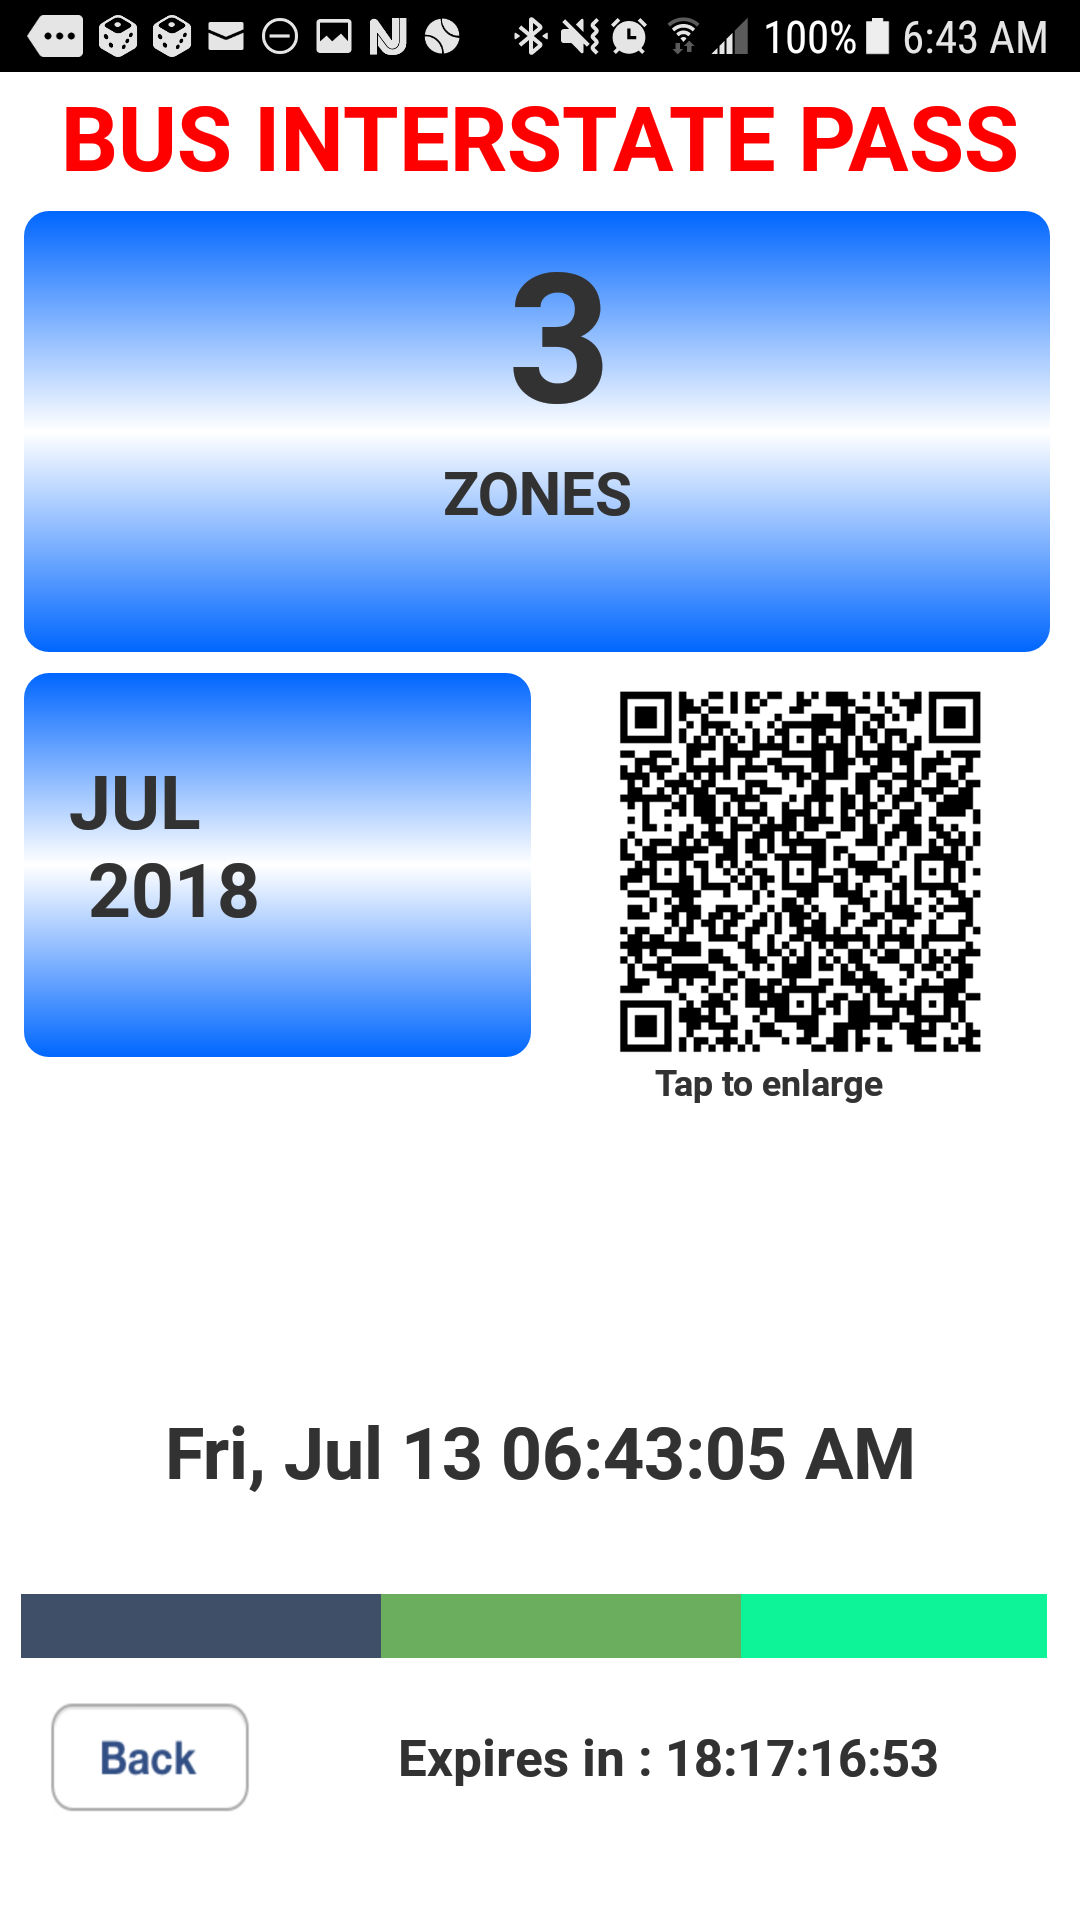 100% 6:43 AM
BUS INTERSTATE PASS
3
ZONES
JUL
2018
Tap to enlarge
Fri, Jul 13 06:43:05 AM
Back
Expires in : 18:17:16:53